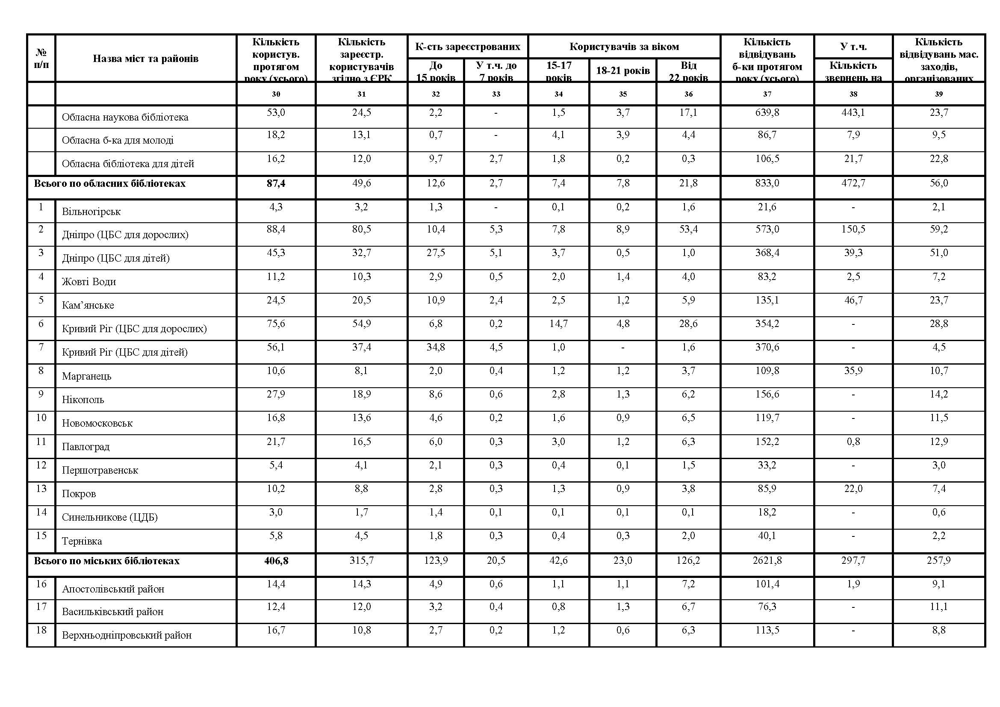 № п/п | Назва міст та районів | Кількість користув. протягом року (усього) | Кількість зареєстр. користувачів згідно з ЄРК | К-сть зареєстрованих | Користувачів за віком | Кількість відвідувань б-ки протягом року (усього) | У т.ч. | Кількість відвідувань мас. заходів, організованих
До 15 років | У т.ч. до 7 років | 15-17 років | 18-21 років | Від 22 років | Кількість звернень на
30 | 31 | 32 | 33 | 34 | 35 | 36 | 37 | 38 | 39
Обласна наукова бібліотека | 53,0 | 24,5 | 2,2 | - | 1,5 | 3,7 | 17,1 | 639,8 | 443,1 | 23,7
Обласна б-ка для молоді | 18,2 | 13,1 | 0,7 | - | 4,1 | 3,9 | 4,4 | 86,7 | 7,9 | 9,5
Обласна бібліотека для дітей | 16,2 | 12,0 | 9,7 | 2,7 | 1,8 | 0,2 | 0,3 | 106,5 | 21,7 | 22,8
Всього по обласних бібліотеках | 87,4 | 49,6 | 12,6 | 2,7 | 7,4 | 7,8 | 21,8 | 833,0 | 472,7 | 56,0
1 | Вільногірськ | 4,3 | 3,2 | 1,3 | - | 0,1 | 0,2 | 1,6 | 21,6 | - | 2,1
2 | Дніпро (ЦБС для дорослих) | 88,4 | 80,5 | 10,4 | 5,3 | 7,8 | 8,9 | 53,4 | 573,0 | 150,5 | 59,2
3 | Дніпро (ЦБС для дітей) | 45,3 | 32,7 | 27,5 | 5,1 | 3,7 | 0,5 | 1,0 | 368,4 | 39,3 | 51,0
4 | Жовті Води | 11,2 | 10,3 | 2,9 | 0,5 | 2,0 | 1,4 | 4,0 | 83,2 | 2,5 | 7,2
5 | Кам’янське | 24,5 | 20,5 | 10,9 | 2,4 | 2,5 | 1,2 | 5,9 | 135,1 | 46,7 | 23,7
6 | Кривий Ріг (ЦБС для дорослих) | 75,6 | 54,9 | 6,8 | 0,2 | 14,7 | 4,8 | 28,6 | 354,2 | - | 28,8
7 | Кривий Ріг (ЦБС для дітей) | 56,1 | 37,4 | 34,8 | 4,5 | 1,0 | - | 1,6 | 370,6 | - | 4,5
8 | Марганець | 10,6 | 8,1 | 2,0 | 0,4 | 1,2 | 1,2 | 3,7 | 109,8 | 35,9 | 10,7
9 | Нікополь | 27,9 | 18,9 | 8,6 | 0,6 | 2,8 | 1,3 | 6,2 | 156,6 | - | 14,2
10 | Новомосковськ | 16,8 | 13,6 | 4,6 | 0,2 | 1,6 | 0,9 | 6,5 | 119,7 | - | 11,5
11 | Павлоград | 21,7 | 16,5 | 6,0 | 0,3 | 3,0 | 1,2 | 6,3 | 152,2 | 0,8 | 12,9
12 | Першотравенськ | 5,4 | 4,1 | 2,1 | 0,3 | 0,4 | 0,1 | 1,5 | 33,2 | - | 3,0
13 | Покров | 10,2 | 8,8 | 2,8 | 0,3 | 1,3 | 0,9 | 3,8 | 85,9 | 22,0 | 7,4
14 | Синельникове (ЦДБ) | 3,0 | 1,7 | 1,4 | 0,1 | 0,1 | 0,1 | 0,1 | 18,2 | - | 0,6
15 | Тернівка | 5,8 | 4,5 | 1,8 | 0,3 | 0,4 | 0,3 | 2,0 | 40,1 | - | 2,2
Всього по міських бібліотеках | 406,8 | 315,7 | 123,9 | 20,5 | 42,6 | 23,0 | 126,2 | 2621,8 | 297,7 | 257,9
16 | Апостолівський район | 14,4 | 14,3 | 4,9 | 0,6 | 1,1 | 1,1 | 7,2 | 101,4 | 1,9 | 9,1
17 | Васильківський район | 12,4 | 12,0 | 3,2 | 0,4 | 0,8 | 1,3 | 6,7 | 76,3 | - | 11,1
18 | Верхньодніпровський район | 16,7 | 10,8 | 2,7 | 0,2 | 1,2 | 0,6 | 6,3 | 113,5 | - | 8,8